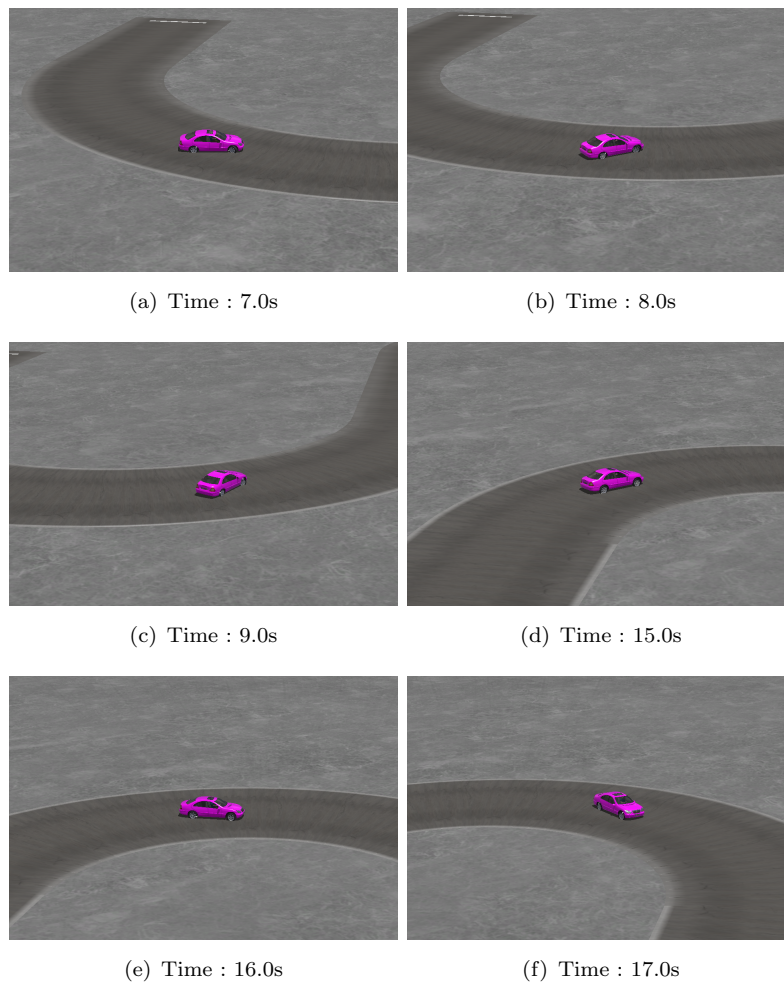 (a) Time : 7.0s
(b) Time : 8.0s
(c) Time : 9.0s
(d) Time : 15.0s
(e) Time : 16.0s
(f) Time : 17.0s